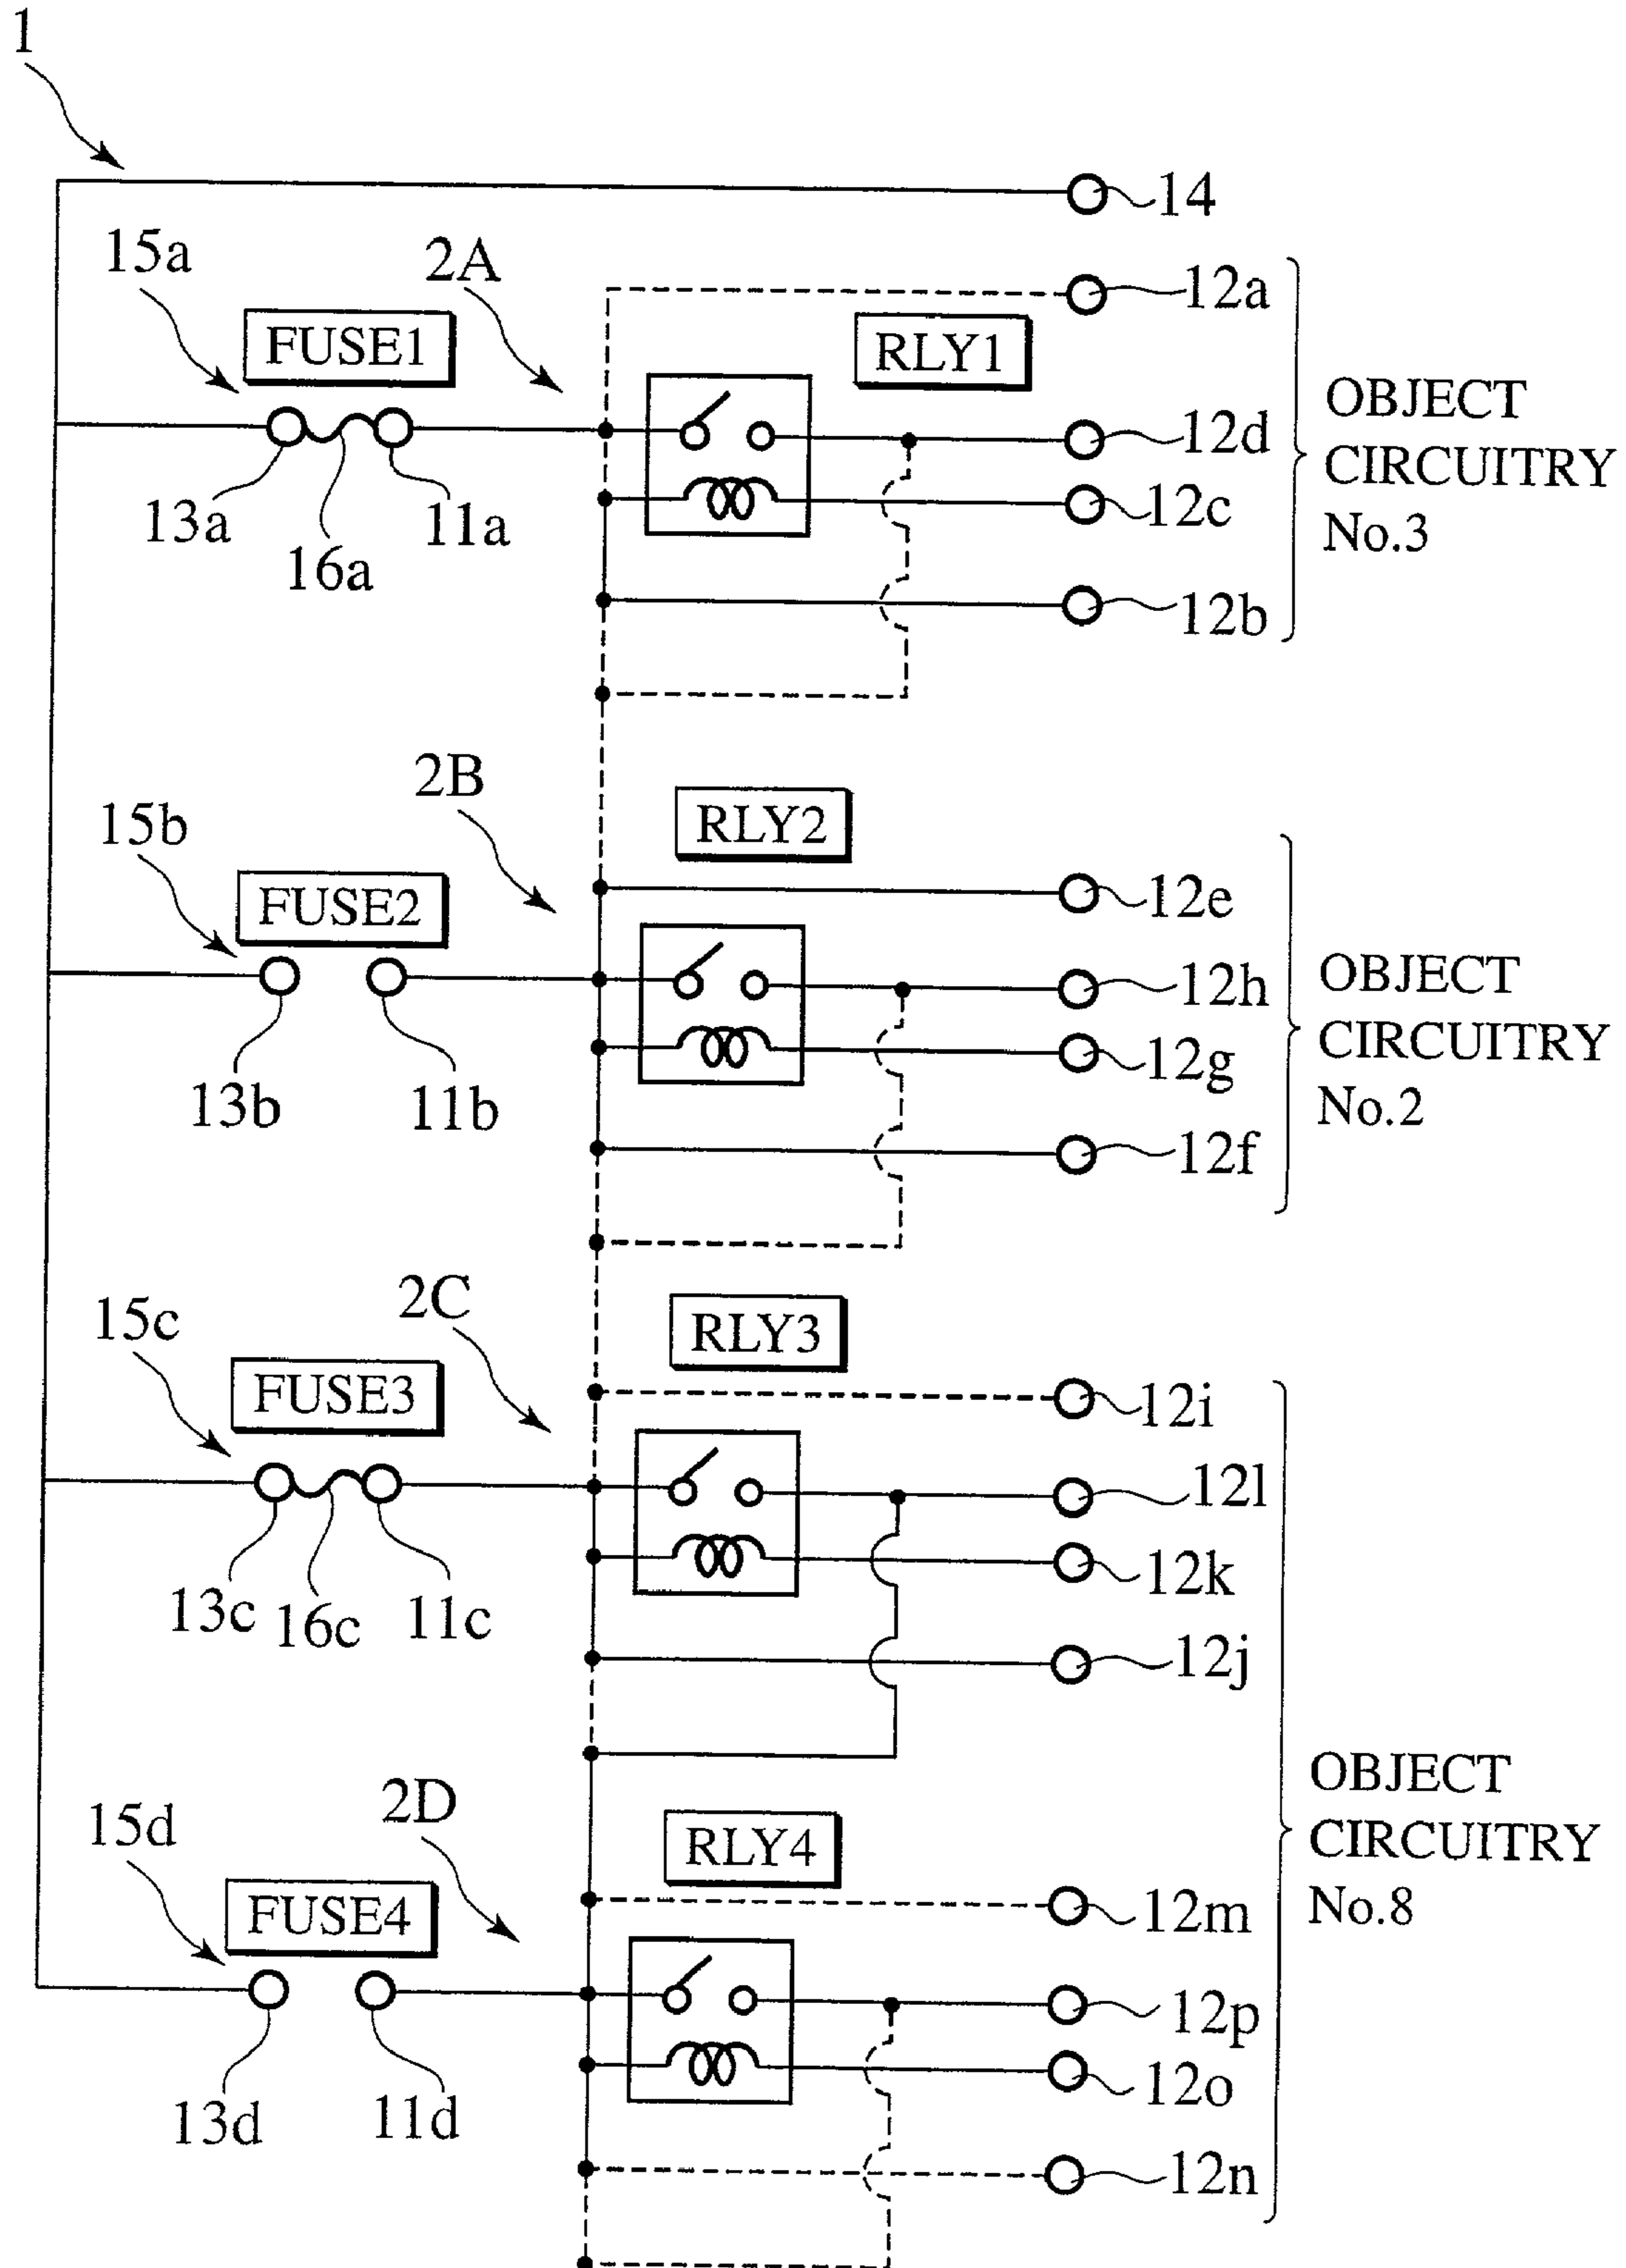 1
14
15a
2A
12a
FUSE1
RLY1
12d
OBJECT
CIRCUITRY
No.3
13a
16a
11a
12c
12b
2B
15b
RLY2
FUSE2
12e
12h
OBJECT
CIRCUITRY
No.2
12g
13b
11b
12f
2C
15c
RLY3
FUSE3
12i
12l
13c
16c
11c
12k
12j
2D
15d
RLY4
OBJECT
CIRCUITRY
No.8
FUSE4
12m
12p
13d
11d
12o
12n